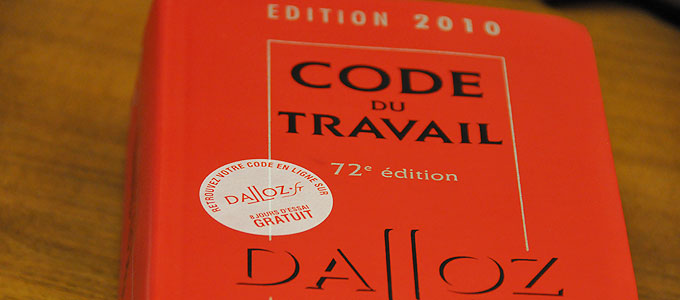 EDITION 2010
CODE
DU
TRAVAIL
72e édition
RETROUVEZ VOTRE CODE EN LIGNE SUR
DALLOZ.fr
8 JOURS D'ESSAI
GRATUIT
DALLOZ